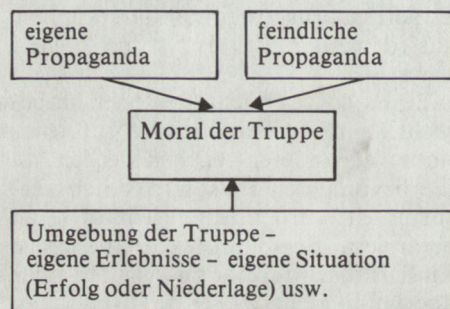 eigene
Propaganda
feindliche
Propaganda
Moral der Truppe
Umgebung der Truppe –
eigene Erlebnisse – eigene Situation
(Erfolg oder Niederlage) usw.